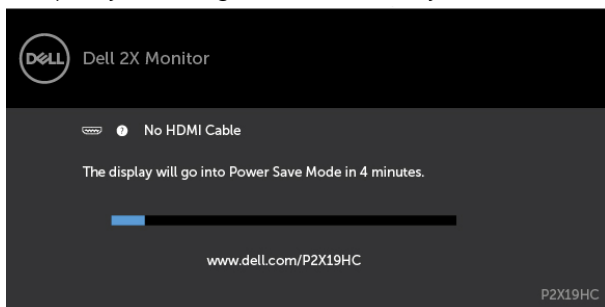 DELL
Dell 2X Monitor
? No HDMI Cable
The display will go into Power Save Mode in 4 minutes.
www.dell.com/P2X19HC
P2X19HC